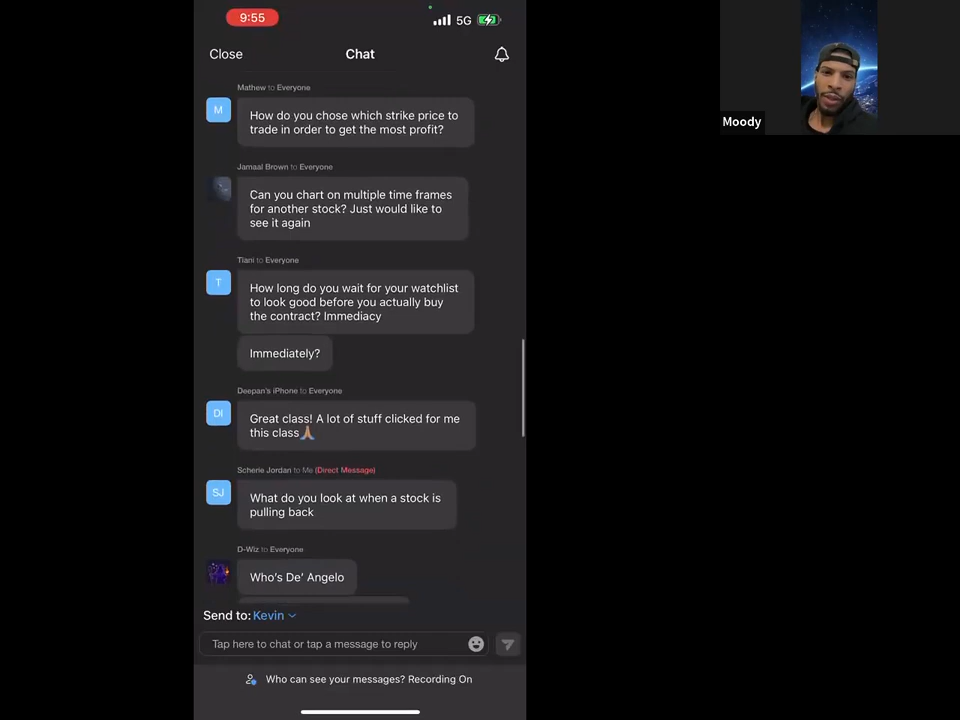 9:55
5G
Close
Chat
Moody
Mathew to Everyone
M
How do you chose which strike price to
trade in order to get the most profit?
Jamaal Brown to Everyone
Can you chart on multiple time frames
for another stock? Just would like to
see it again
Tiani to Everyone
T
How long do you wait for your watchlist
to look good before you actually buy
the contract? Immediacy
Immediately?
Deepan's iPhone to Everyone
DI
Great class! A lot of stuff clicked for me
this class🙏🏽
Scherie Jordan to Me (Direct Message)
SJ
What do you look at when a stock is
pulling back
D-Wiz to Everyone
Who's De' Angelo
Send to: Kevin
Tap here to chat or tap a message to reply
Who can see your messages? Recording On